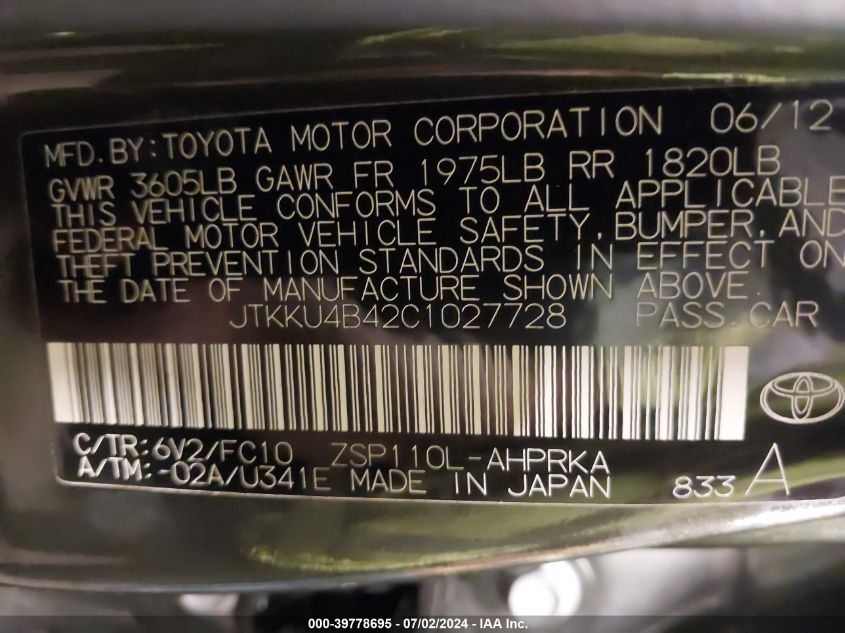 MFD. BY: TOYOTA MOTOR CORPORATION 06/12
GVWR 3605LB GAWR FR 1975LB RR 1820LB
THIS VEHICLE CONFORMS TO ALL APPLICABLE
FEDERAL MOTOR VEHICLE SAFETY, BUMPER, AND
THEFT PREVENTION STANDARDS IN EFFECT ON
THE DATE OF MANUFACTURE SHOWN ABOVE.
JTKKU4B42C1027728 PASS. CAR
C/TR: 6V2/FC10 ZSP110L-AHPRKA
A/TM: -02A/U341E MADE IN JAPAN 833 A
000-39778695 - 07/02/2024 - IAA Inc.